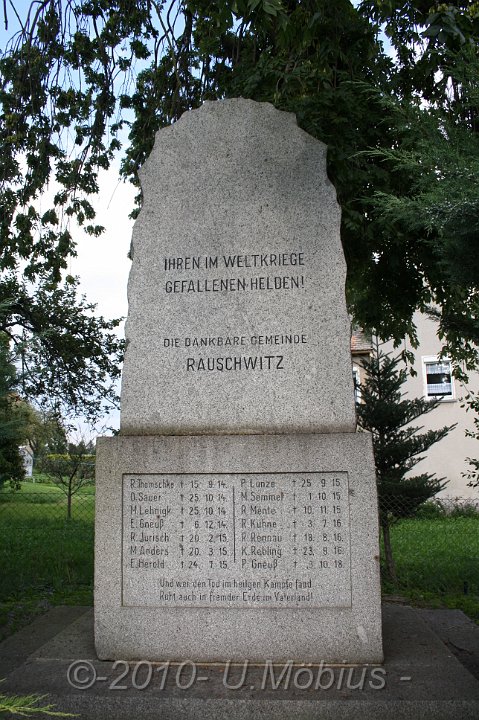 IHREN IM WELTKRIEGE
GEFALLENEN HELDEN!
DIE DANKBARE GEMEINDE
RAUSCHWITZ
R. Thomschke † 15. 9. 14.
O. Sauer † 25. 10. 14.
M. Lehnigk † 25. 10. 14.
E. Gneuß † 6. 12. 14.
R. Jurisch † 20. 2. 15.
M. Anders † 20. 3. 15.
E. Herold † 24. 7. 15.
P. Lunze † 25. 9. 15.
M. Semmel † 1. 10. 15.
R. Mente † 10. 11. 15.
R. Kuhne † 3. 7. 16.
R. Rennau † 18. 8. 16.
K. Rebling † 23. 9. 16.
P. Gneuß † 3. 10. 18.
Und wer den Tod im heiligen Kampfe fand
Ruht auch in fremder Erde im Vaterland!
-© -2010- U.Möbius -